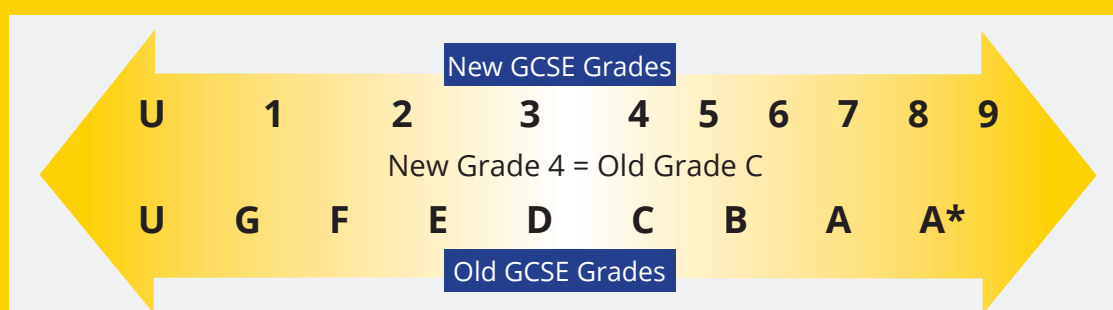 New GCSE Grades
U 1 2 3 4 5 6 7 8 9
New Grade 4 = Old Grade C
U G F E D C B A A*
Old GCSE Grades